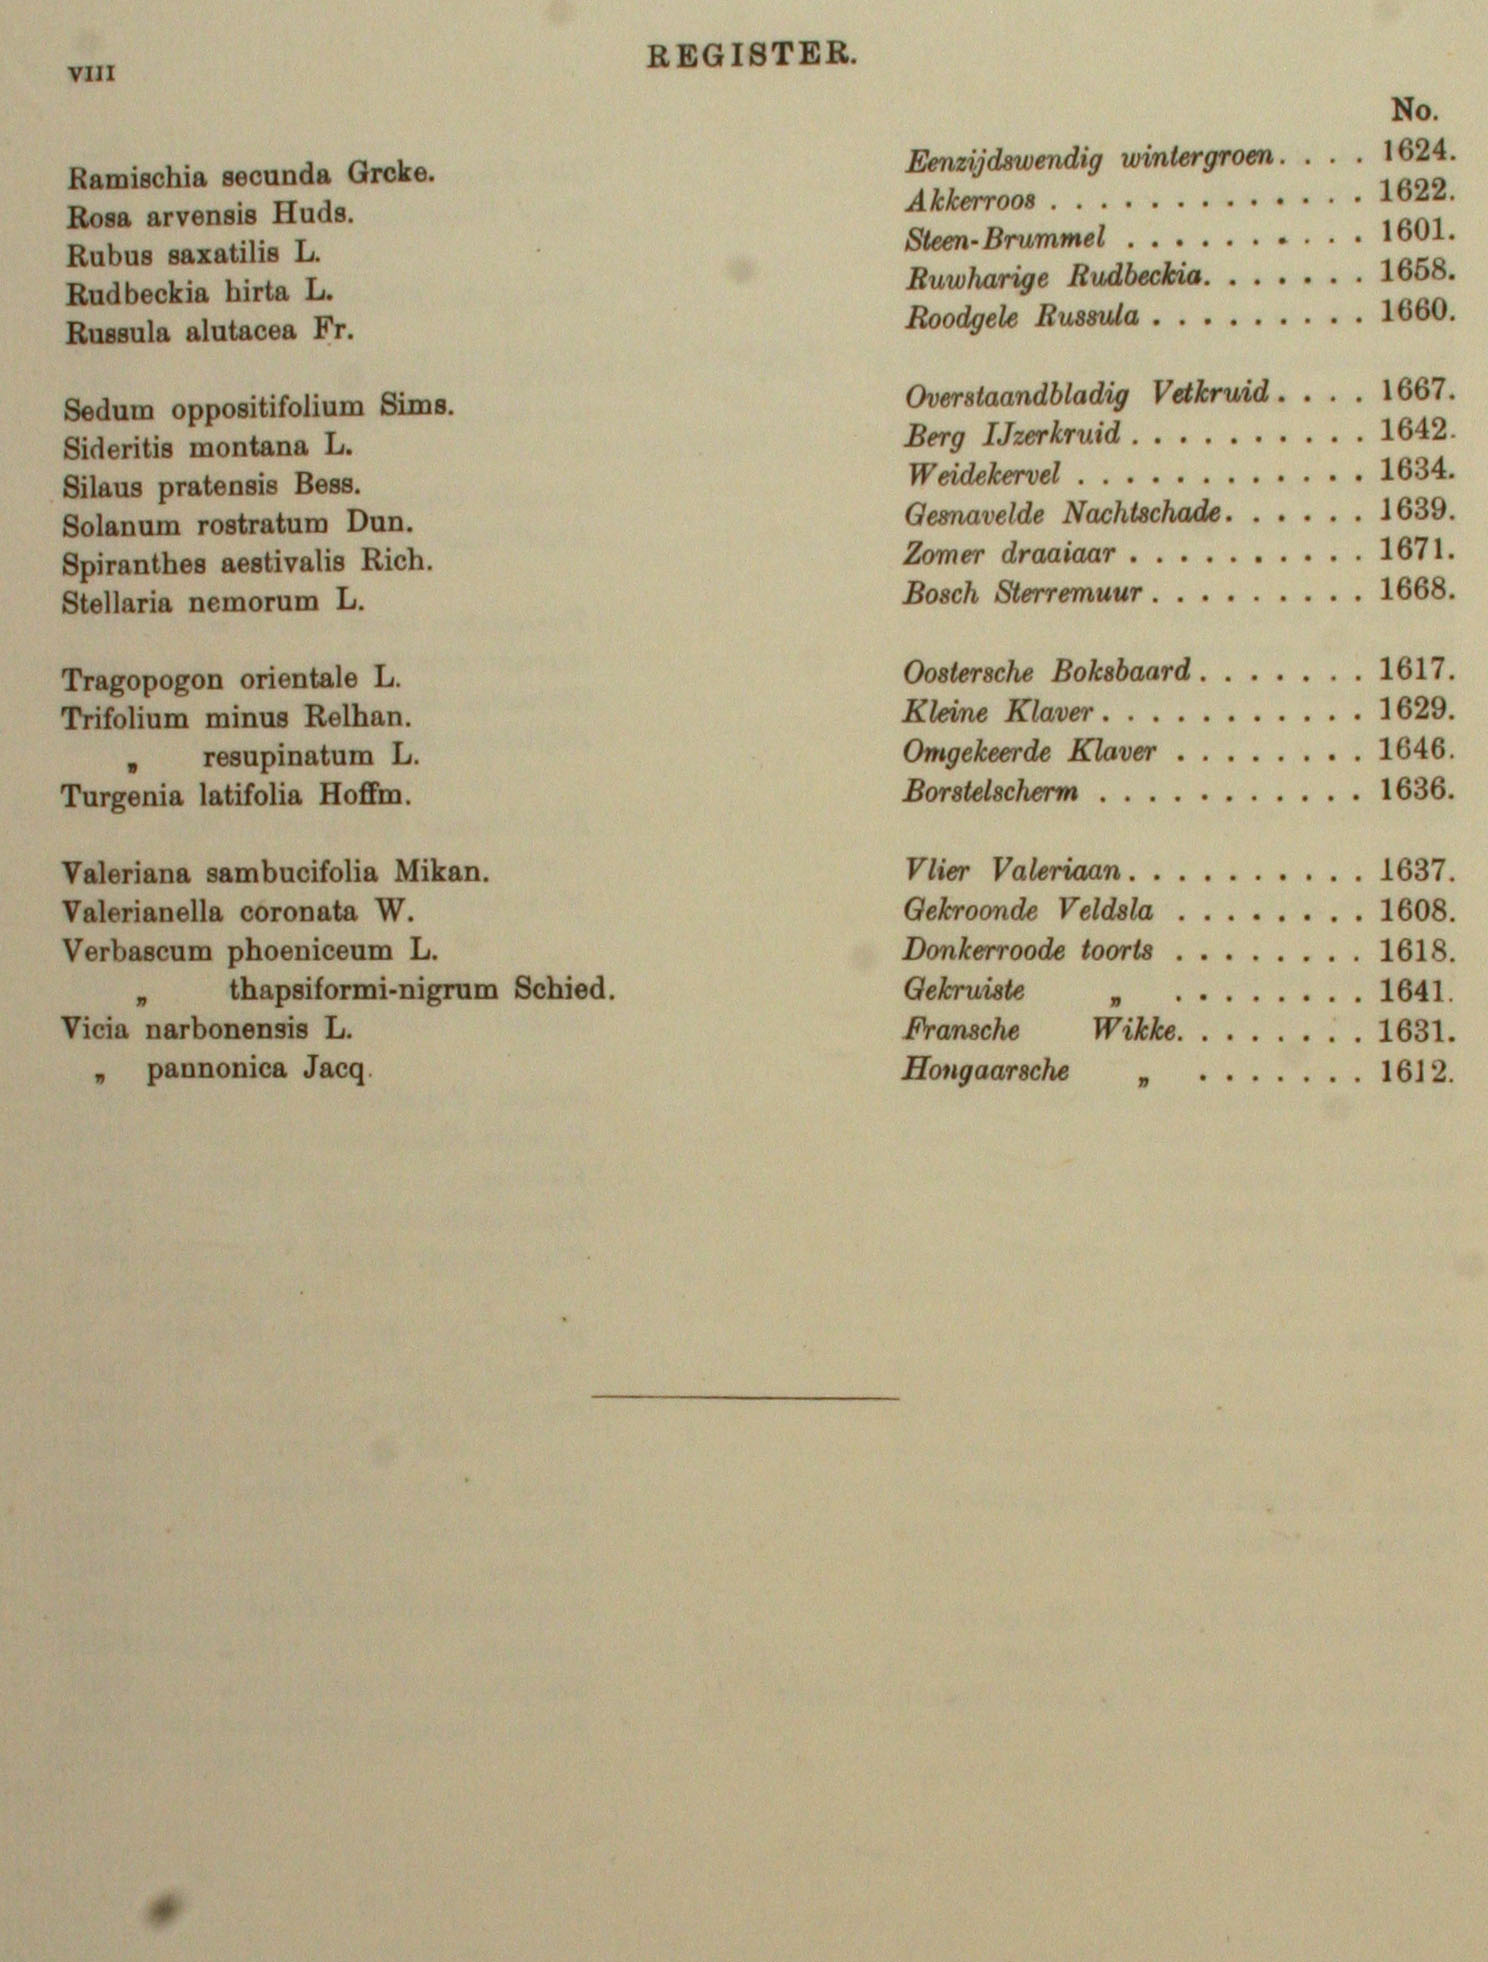 VIII
REGISTER.
No.
Ramischia secunda Grcke. Eenzijdswendig wintergroen. . . . 1624.
Rosa arvensis Huds. Akkerroos . . . . . . . . . . . . . 1622.
Rubus saxatilis L. Steen-Brummel . . . . . . . . . . 1601.
Rudbeckia hirta L. Ruwharige Rudbeckia. . . . . . . 1658.
Russula alutacea Fr. Roodgele Russula . . . . . . . . . 1660.
Sedum oppositifolium Sims. Overstaandbladig Vetkruid . . . . 1667.
Sideritis montana L. Berg IJzerkruid . . . . . . . . . . 1642.
Silaus pratensis Bess. Weidekervel . . . . . . . . . . . . 1634.
Solanum rostratum Dun. Gesnavelde Nachtschade. . . . . . 1639.
Spiranthes aestivalis Rich. Zomer draaiaar . . . . . . . . . . 1671.
Stellaria nemorum L. Bosch Sterremuur . . . . . . . . . 1668.
Tragopogon orientale L. Oostersche Boksbaard . . . . . . . 1617.
Trifolium minus Relhan. Kleine Klaver . . . . . . . . . . . 1629.
„ resupinatum L. Omgekeerde Klaver . . . . . . . . 1646.
Turgenia latifolia Hoffm. Borstelscherm . . . . . . . . . . . 1636.
Valeriana sambucifolia Mikan. Vlier Valeriaan . . . . . . . . . . 1637.
Valerianella coronata W. Gekroonde Veldsla . . . . . . . . 1608.
Verbascum phoeniceum L. Donkerroode toorts . . . . . . . . 1618.
„ thapsiformi-nigrum Schied. Gekruiste „ . . . . . . . . 1641.
Vicia narbonensis L. Fransche Wikke. . . . . . . . 1631.
„ pannonica Jacq. Hongaarsche „ . . . . . . . 1612.